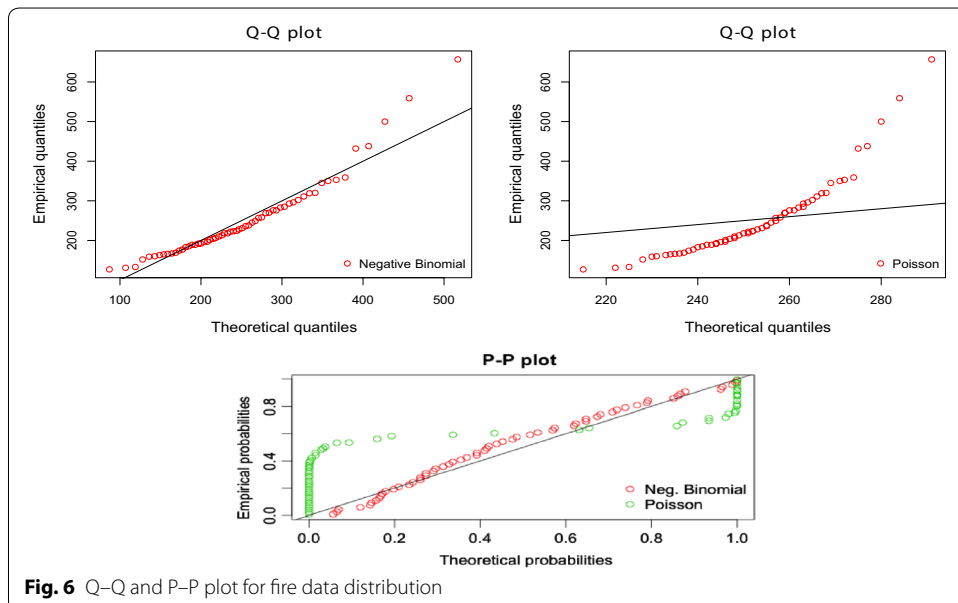 Q-Q plot
Empirical quantiles
600
500
400
300
200
100 200 300 400 500
Theoretical quantiles
Negative Binomial
Q-Q plot
Empirical quantiles
600
500
400
300
200
220 240 260 280
Theoretical quantiles
Poisson
P-P plot
Empirical probabilities
0.8
0.4
0.0
0.0 0.2 0.4 0.6 0.8 1.0
Theoretical probabilities
Neg. Binomial
Poisson
Fig. 6 Q–Q and P–P plot for fire data distribution